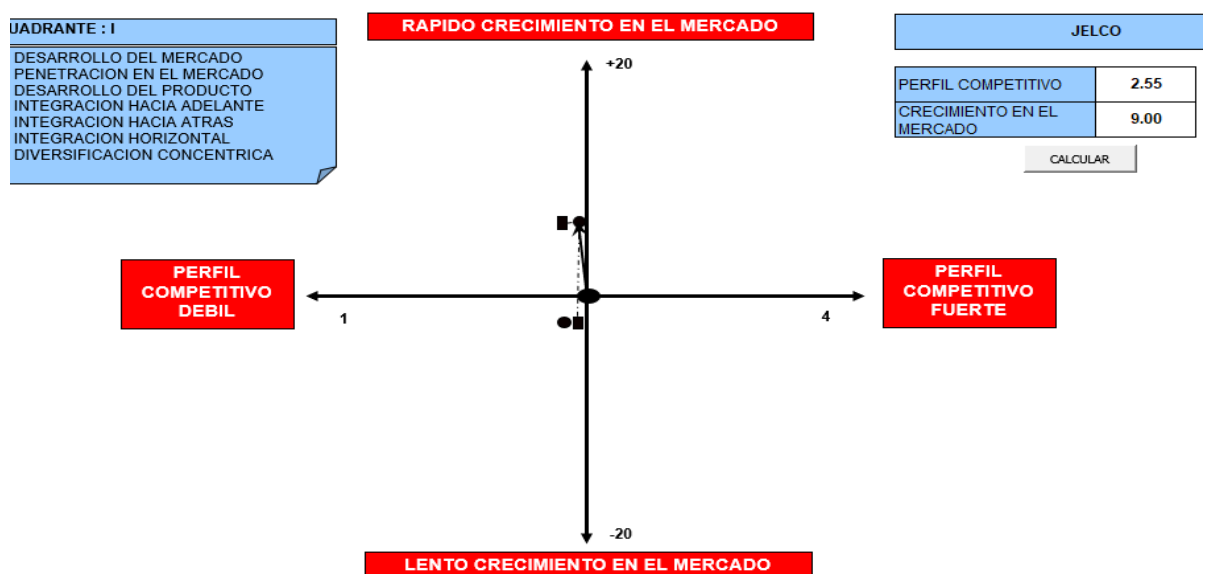 UADRANTE : I
DESARROLLO DEL MERCADO
PENETRACION EN EL MERCADO
DESARROLLO DEL PRODUCTO
INTEGRACION HACIA ADELANTE
INTEGRACION HACIA ATRAS
INTEGRACION HORIZONTAL
DIVERSIFICACION CONCENTRICA
RAPIDO CRECIMIENTO EN EL MERCADO
+20
JELCO
PERFIL COMPETITIVO 2.55
CRECIMIENTO EN EL
MERCADO 9.00
CALCULAR
PERFIL
COMPETITIVO
DEBIL
1
4
PERFIL
COMPETITIVO
FUERTE
-20
LENTO CRECIMIENTO EN EL MERCADO